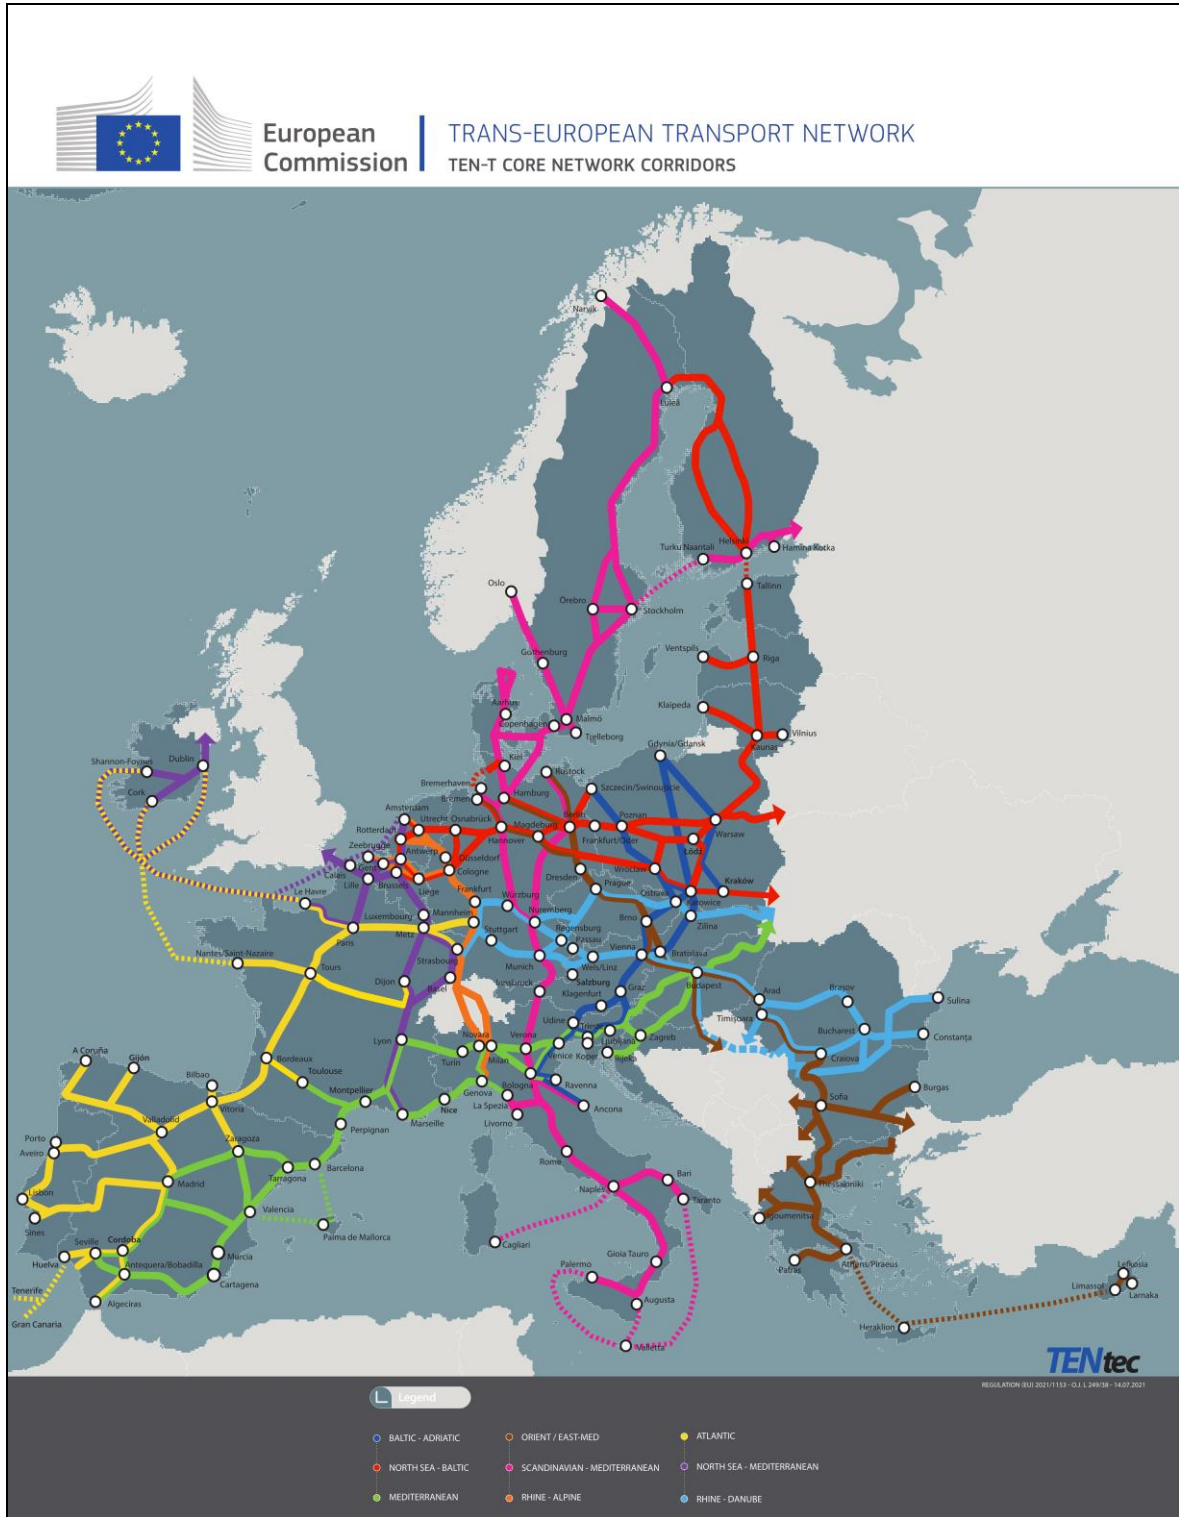 European
Commission
TRANS-EUROPEAN TRANSPORT NETWORK
TEN-T CORE NETWORK CORRIDORS
Narvik
Luleå
Helsinki
Turku Naantali
Hamina Kotka
Oslo
Örebro
Stockholm
Tallinn
Gothenburg
Ventspils
Riga
Aarhus
Klaipeda
Copenhagen
Malmö
Trelleborg
Kaunas
Vilnius
Gdynia/Gdansk
Shannon-Foynes
Dublin
Cork
Kiel
Rostock
Bremerhaven
Bremen
Hamburg
Szczecin/Swinoujscie
Amsterdam
Utrecht
Osnabrück
Magdeburg
Berlin
Poznan
Rotterdam
Hannover
Frankfurt/Oder
Warsaw
Zeebrugge
Antwerp
Düsseldorf
Łódź
Calais
Gent
Cologne
Dresden
Wrocław
Lille
Brussels
Liege
Frankfurt
Prague
Ostrava
Katowice
Kraków
Le Havre
Würzburg
Luxembourg
Mannheim
Nuremberg
Brno
Zilina
Paris
Metz
Stuttgart
Regensburg
Passau
Nantes/Saint-Nazaire
Strasbourg
Vienna
Bratislava
Tours
Munich
Wels/Linz
Dijon
Basel
Innsbruck
Salzburg
Budapest
Klagenfurt
Graz
Arad
Brasov
Sulina
Timişuara
Udine
Trieste
Bucharest
Constanţa
Lyon
Novara
Verona
Ljubljana
Zagreb
A Coruña
Gijón
Bordeaux
Turin
Milan
Venice
Koper
Rijeka
Craiova
Bilbao
Toulouse
Montpellier
Genova
Bologna
Ravenna
Burgas
Vitoria
Nice
La Spezia
Ancona
Sofia
Valladolid
Marseille
Livorno
Porto
Zaragoza
Perpignan
Aveiro
Rome
Barcelona
Tarragona
Bari
Madrid
Naples
Thessaloniki
Lisbon
Taranto
Valencia
Sines
Palma de Mallorca
Igoumenitsa
Seville
Cordoba
Cagliari
Huelva
Antequera/Bobadilla
Murcia
Gioia Tauro
Patras
Athens/Piraeus
Cartagena
Palermo
Lefkosia
Tenerife
Limassol
Larnaka
Algeciras
Augusta
Gran Canaria
Heraklion
Valletta
TENtec
REGULATION (EU) 2021/1153 - O.J. L 249/38 - 14.07.2021
Legend
BALTIC - ADRIATIC
ORIENT / EAST-MED
ATLANTIC
NORTH SEA - BALTIC
SCANDINAVIAN - MEDITERRANEAN
NORTH SEA - MEDITERRANEAN
MEDITERRANEAN
RHINE - ALPINE
RHINE - DANUBE